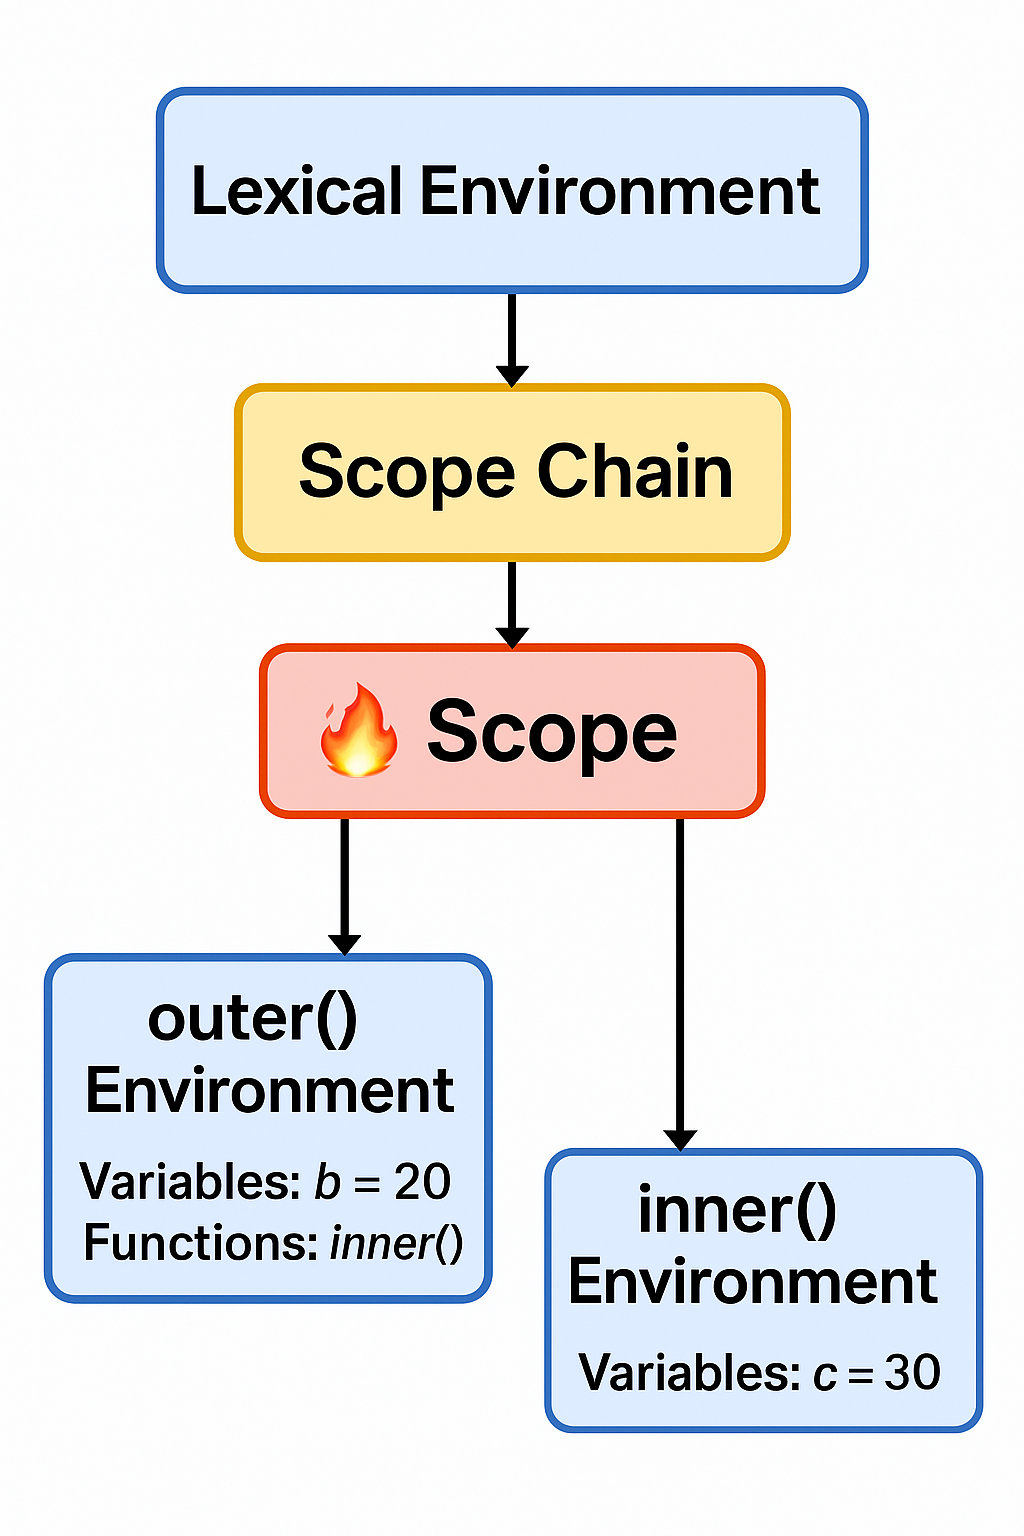 Lexical Environment
Scope Chain
🔥 Scope
outer()
Environment
Variables: b = 20
Functions: inner()
inner()
Environment
Variables: c = 30